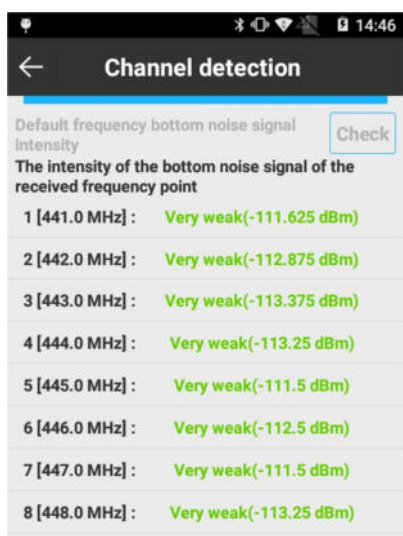 14:46
Channel detection
Default frequency bottom noise signal
intensity
Check
The intensity of the bottom noise signal of the
received frequency point
1 [441.0 MHz] : Very weak(-111.625 dBm)
2 [442.0 MHz] : Very weak(-112.875 dBm)
3 [443.0 MHz] : Very weak(-113.375 dBm)
4 [444.0 MHz] : Very weak(-113.25 dBm)
5 [445.0 MHz] : Very weak(-111.5 dBm)
6 [446.0 MHz] : Very weak(-112.5 dBm)
7 [447.0 MHz] : Very weak(-111.5 dBm)
8 [448.0 MHz] : Very weak(-113.25 dBm)